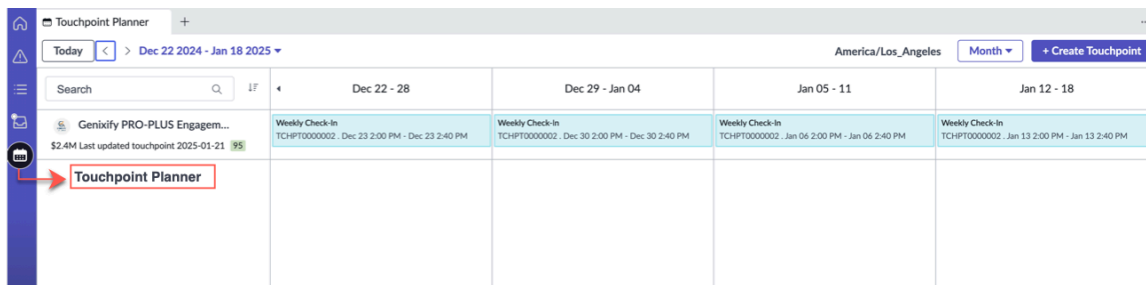 Touchpoint Planner
Today Dec 22 2024 - Jan 18 2025 America/Los_Angeles Month + Create Touchpoint
Search Dec 22 - 28 Dec 29 - Jan 04 Jan 05 - 11 Jan 12 - 18
Genixify PRO-PLUS Engagem...
$2.4M Last updated touchpoint 2025-01-21 95
Weekly Check-In
TCHPT0000002 . Dec 23 2:00 PM - Dec 23 2:40 PM
Weekly Check-In
TCHPT0000002 . Dec 30 2:00 PM - Dec 30 2:40 PM
Weekly Check-In
TCHPT0000002 . Jan 06 2:00 PM - Jan 06 2:40 PM
Weekly Check-In
TCHPT0000002 . Jan 13 2:00 PM - Jan 13 2:40 PM
Touchpoint Planner